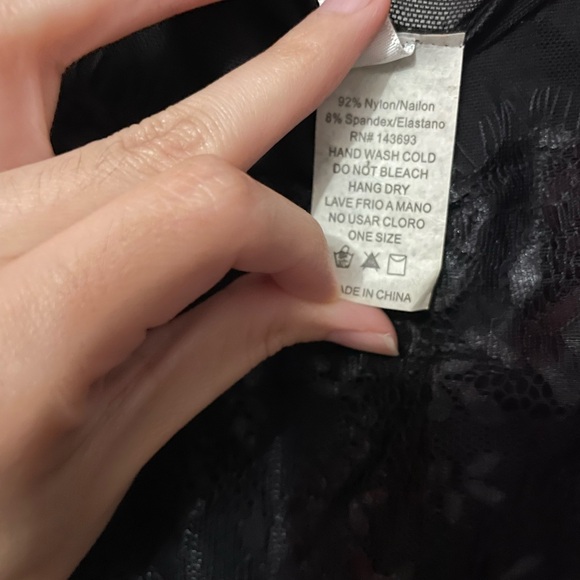 92% Nylon/Nailon
8% Spandex/Elastano
RN# 143693
HAND WASH COLD
DO NOT BLEACH
HANG DRY
LAVE FRIO A MANO
NO USAR CLORO
ONE SIZE
ADE IN CHINA